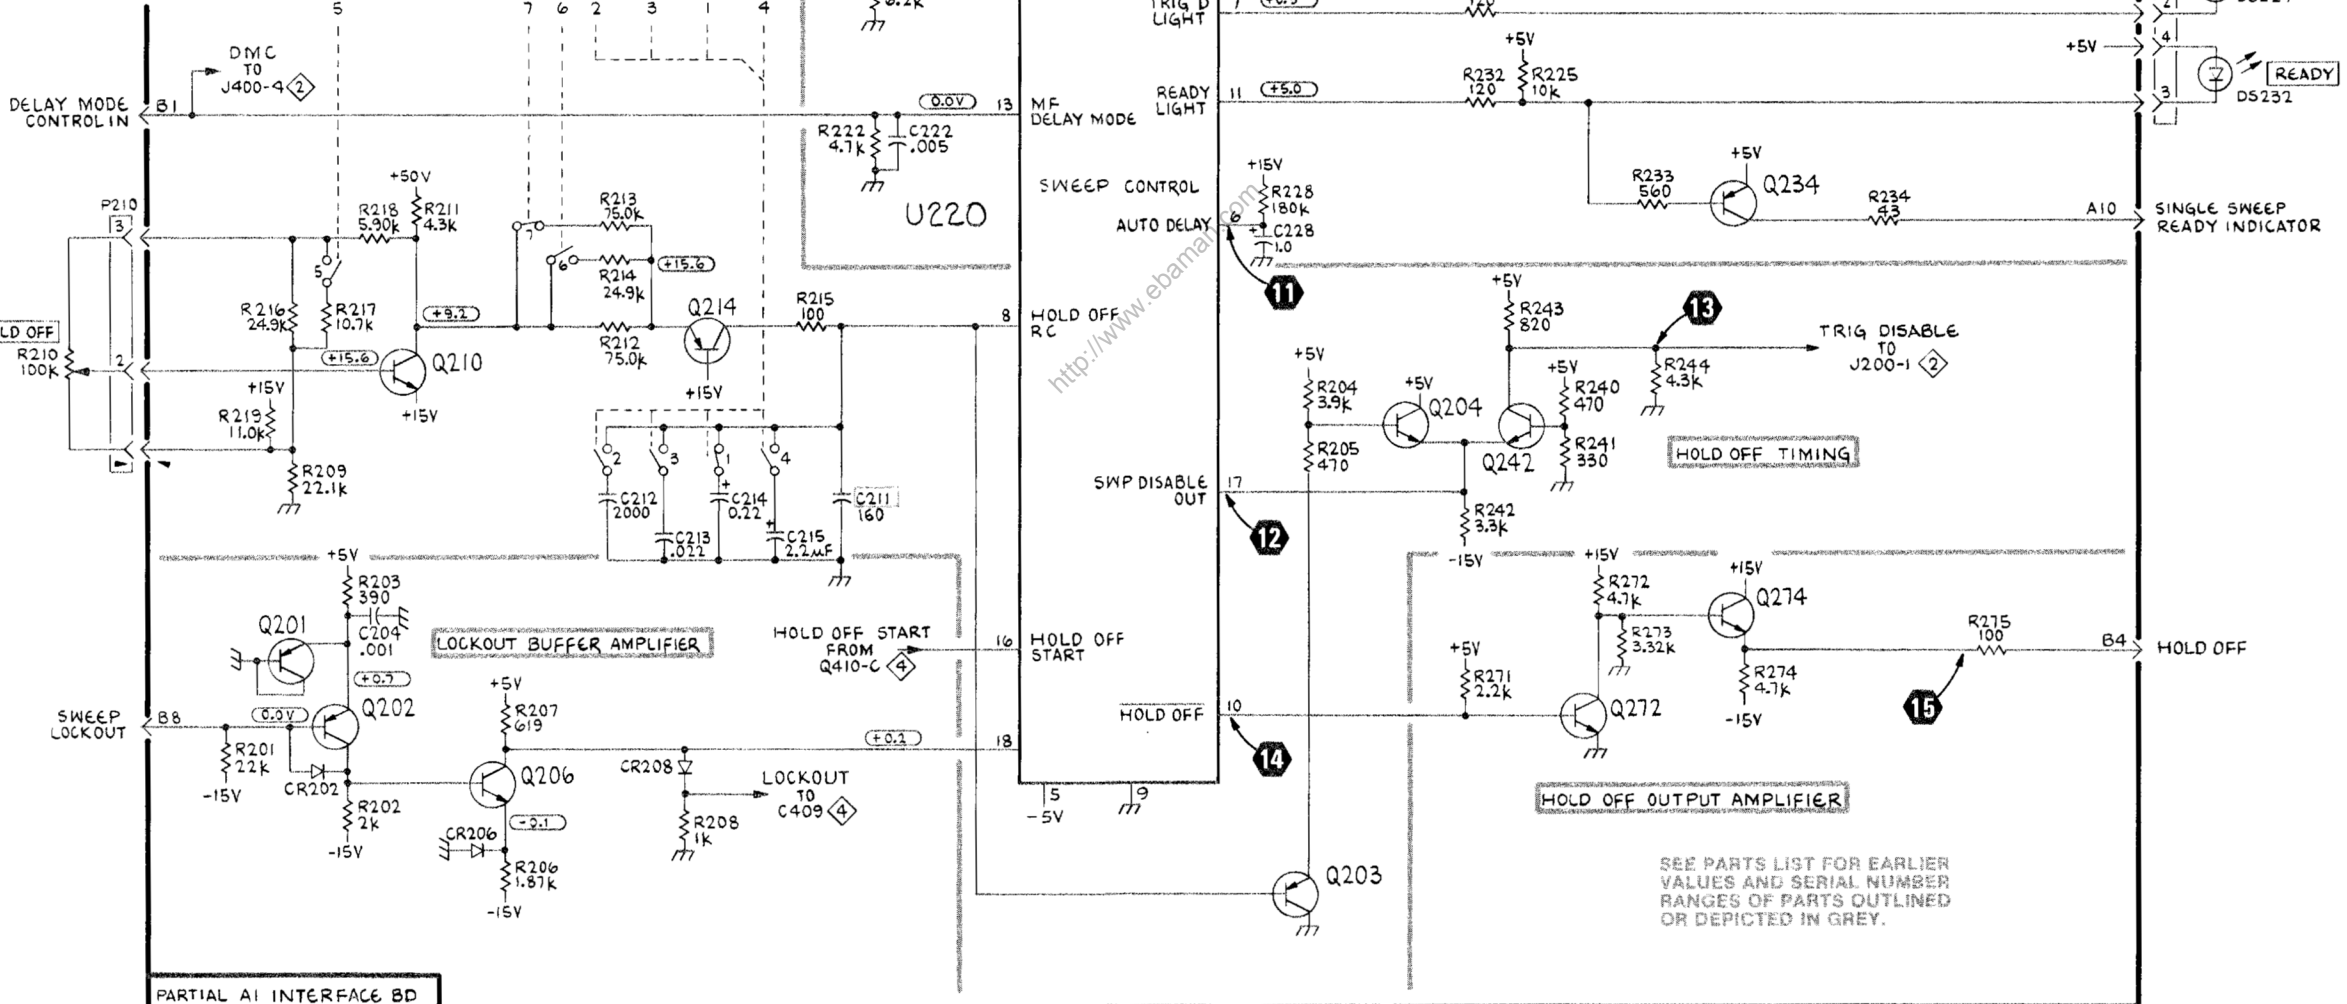 5
7 6 2 3 1 4
6.2K
TRIG'D
LIGHT
7
+0.5
120
2
+5V
4
READY
DS232
3
DMC
TO
J400-4 2
DELAY MODE
CONTROL IN
B1
0.0V
13
MF
DELAY MODE
READY
LIGHT
11
+5.0
R232
120
+5V
R225
10K
R222
4.7K
C222
.005
SWEEP CONTROL
U220
AUTO DELAY
6
+15V
R228
180K
+
C228
1.0
11
R233
560
+5V
Q234
R234
43
A10
SINGLE SWEEP
READY INDICATOR
P210
3
+50V
R218
5.90K
R211
4.3K
5
R216
24.9K
R217
10.7K
+9.2
+15.6
Q210
+15V
LD OFF
R210
100K
2
+15V
R219
11.0K
R209
22.1K
7
R213
75.0K
6
R214
24.9K
+15.6
R212
75.0K
Q214
+15V
R215
100
8
HOLD OFF
RC
2
3
1
4
C212
2000
C213
.022
+
C214
0.22
+
C215
2.2µF
C211
160
http://www.ebaman.com
+5V
R243
820
13
TRIG DISABLE
TO
J200-1 2
R244
4.3K
+5V
R204
3.9K
+5V
Q204
R205
470
Q242
+5V
R240
470
R241
330
HOLD OFF TIMING
SWP DISABLE
OUT
17
12
R242
3.3K
-15V
+5V
R203
390
C204
.001
Q201
LOCKOUT BUFFER AMPLIFIER
+0.7
0.0V
Q202
SWEEP
LOCKOUT
B8
R201
22K
-15V
CR202
R202
2K
-15V
+5V
R207
619
Q206
CR206
-0.1
R206
1.87K
-15V
CR208
LOCKOUT
TO
C409 4
R208
1K
+0.2
18
HOLD OFF START
FROM
Q410-C 4
16
HOLD OFF
START
HOLD OFF
10
14
5
-5V
9
+5V
R271
2.2K
Q272
+15V
R272
4.7K
R273
3.32K
+15V
Q274
R274
4.7K
-15V
15
R275
100
B4
HOLD OFF
HOLD OFF OUTPUT AMPLIFIER
Q203
SEE PARTS LIST FOR EARLIER
VALUES AND SERIAL NUMBER
RANGES OF PARTS OUTLINED
OR DEPICTED IN GREY.
PARTIAL A1 INTERFACE BD